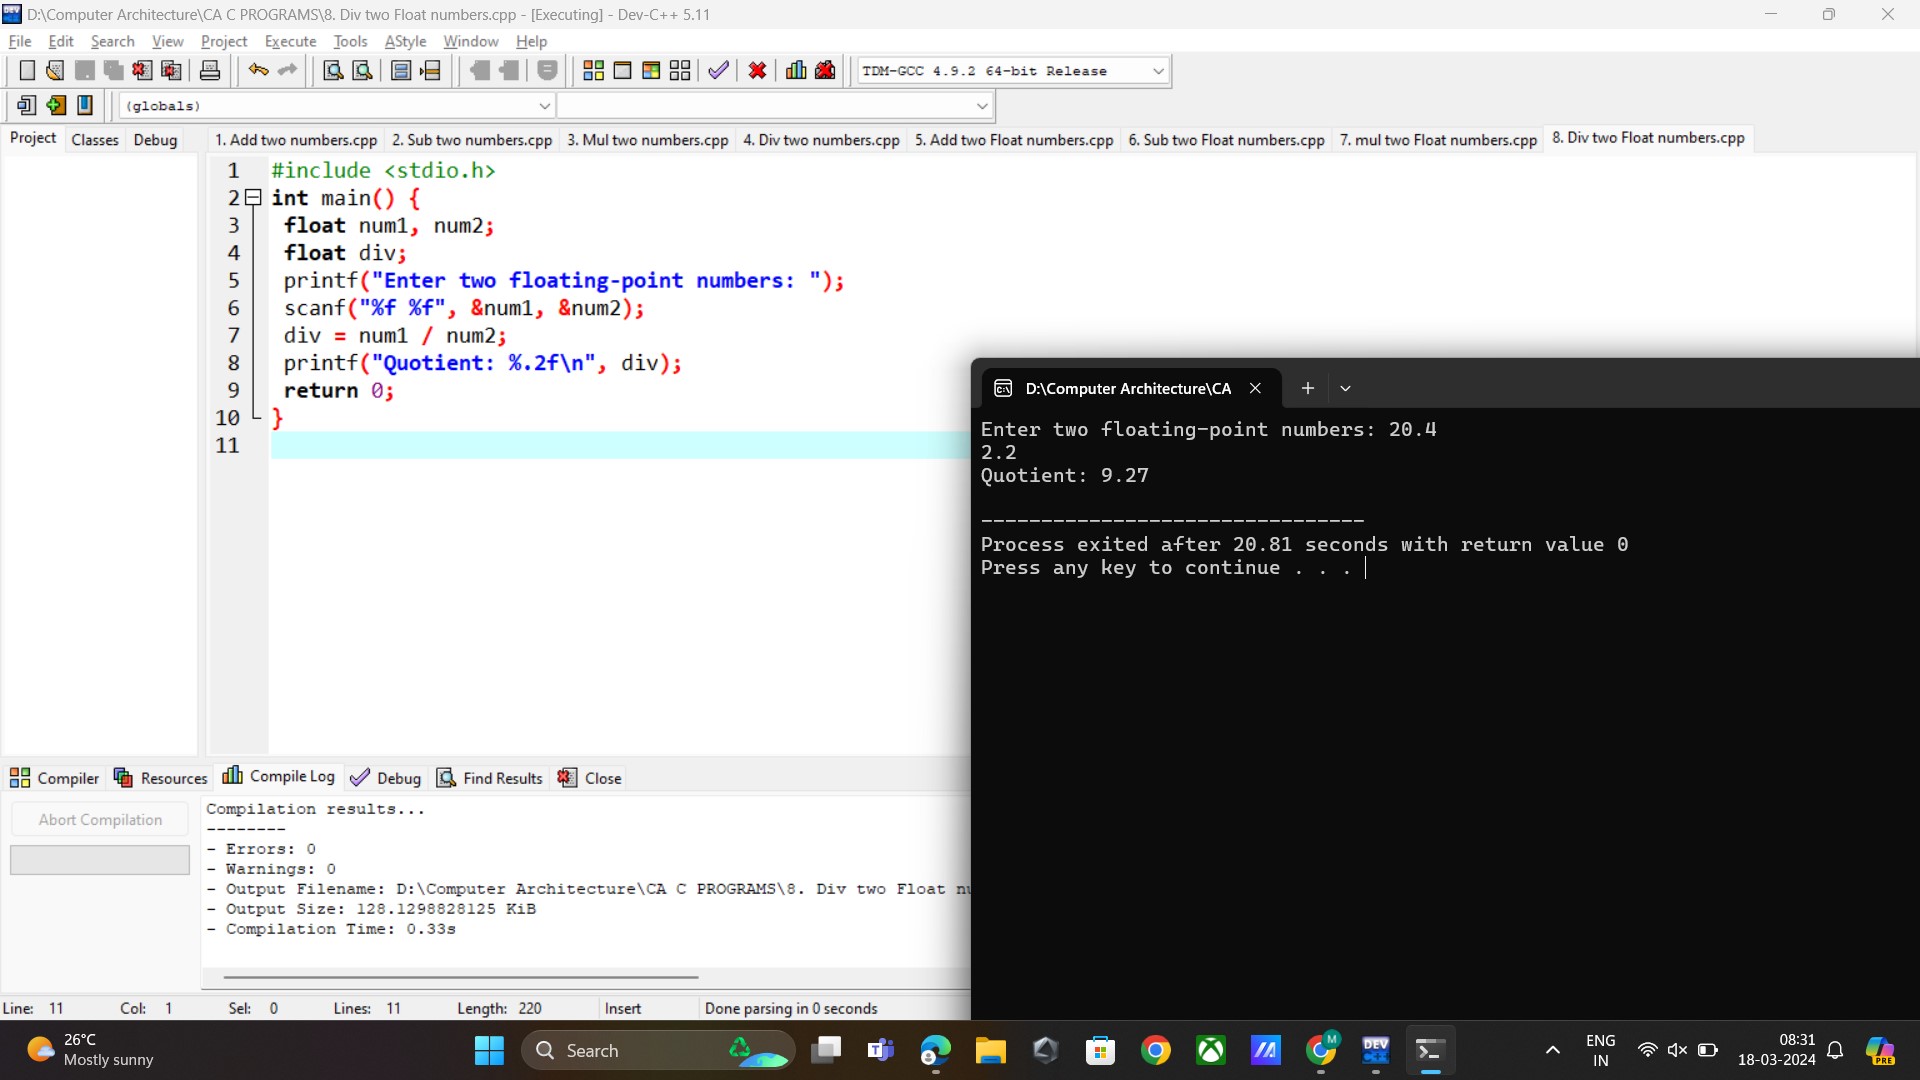 D:\Computer Architecture\CA C PROGRAMS\8. Div two Float numbers.cpp - [Executing] - Dev-C++ 5.11
File Edit Search View Project Execute Tools AStyle Window Help
TDM-GCC 4.9.2 64-bit Release
(globals)
Project Classes Debug
1. Add two numbers.cpp 2. Sub two numbers.cpp 3. Mul two numbers.cpp 4. Div two numbers.cpp 5. Add two Float numbers.cpp 6. Sub two Float numbers.cpp 7. mul two Float numbers.cpp 8. Div two Float numbers.cpp
1 #include <stdio.h>
2 int main() {
3 float num1, num2;
4 float div;
5 printf("Enter two floating-point numbers: ");
6 scanf("%f %f", &num1, &num2);
7 div = num1 / num2;
8 printf("Quotient: %.2f\n", div);
9 return 0;
10 }
11
D:\Computer Architecture\CA
Enter two floating-point numbers: 20.4
2.2
Quotient: 9.27
--------------------------------
Process exited after 20.81 seconds with return value 0
Press any key to continue . . .
Compiler Resources Compile Log Debug Find Results Close
Abort Compilation
Compilation results...
--------
- Errors: 0
- Warnings: 0
- Output Filename: D:\Computer Architecture\CA C PROGRAMS\8. Div two Float nu
- Output Size: 128.1298828125 KiB
- Compilation Time: 0.33s
Line: 11 Col: 1 Sel: 0 Lines: 11 Length: 220 Insert Done parsing in 0 seconds
26°C
Mostly sunny
Search
M
DEV
C++
ENG
IN
08:31
18-03-2024
PRE